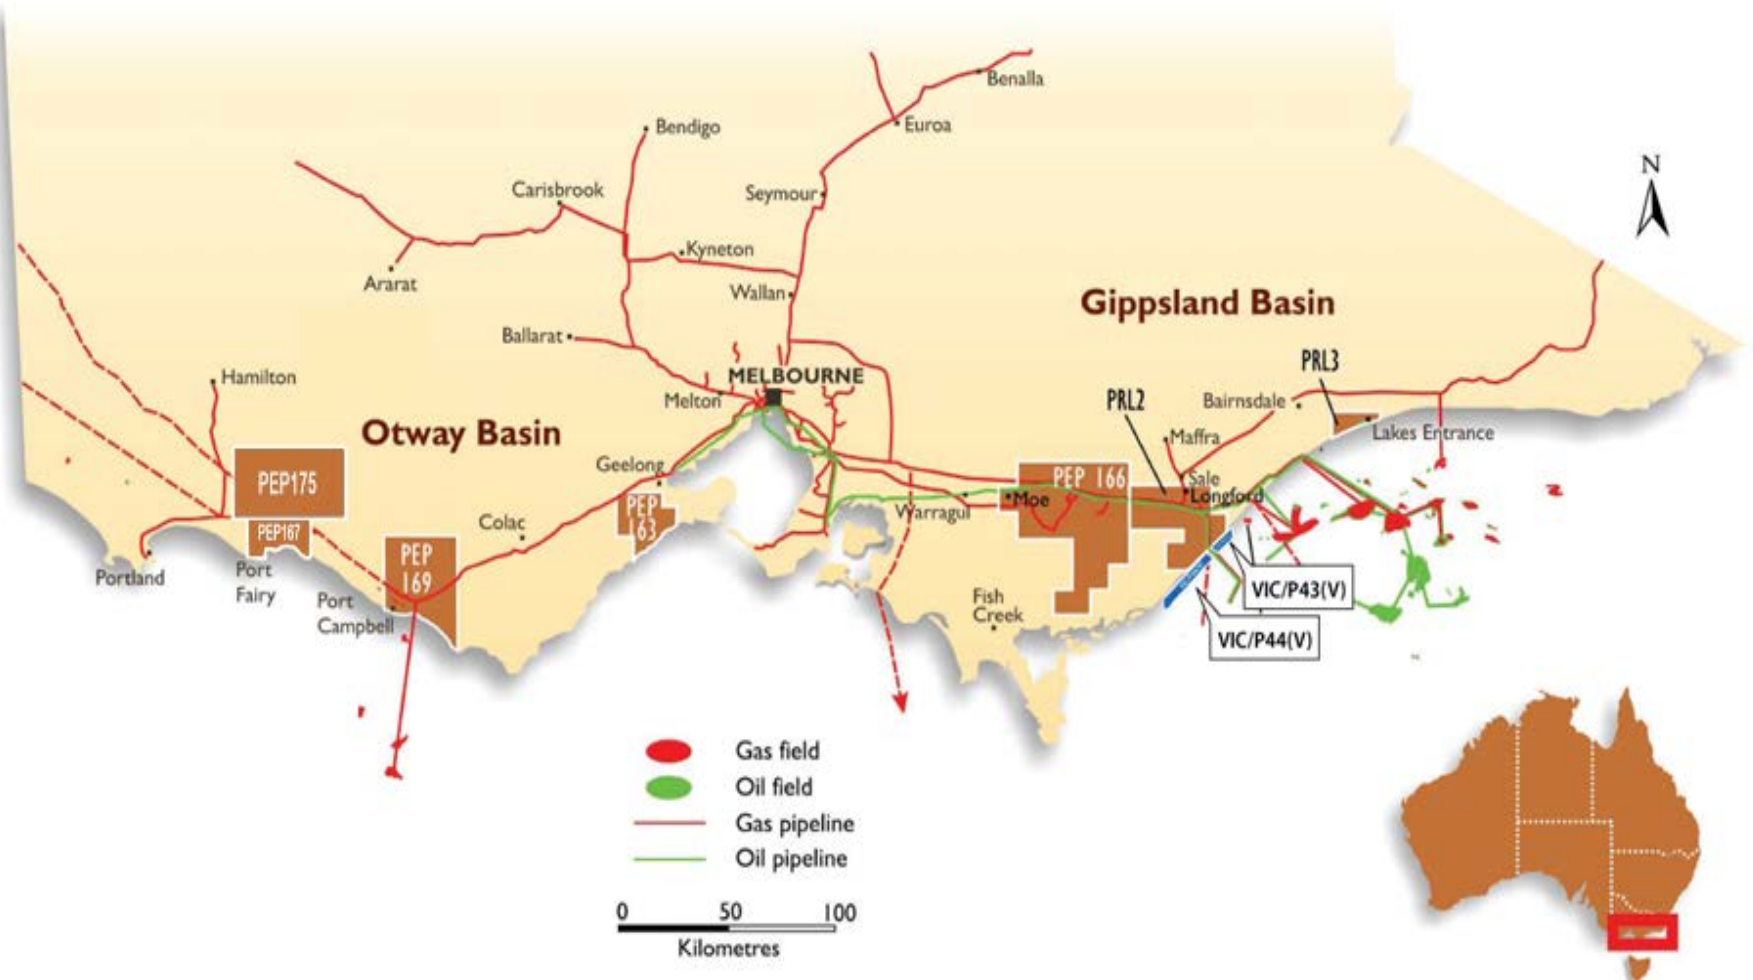 Benalla
Euroa
Bendigo
Carisbrook
Seymour
N
Kyneton
Ararat
Wallan
Gippsland Basin
Ballarat
PRL3
Hamilton
MELBOURNE
Melton
PRL2
Bairnsdale
Otway Basin
Maffra
Lakes Entrance
Geelong
PEP175
PEP 166
Sale
Moe
Longford
PEP
163
Warragul
Colac
PEP167
PEP
169
Portland
Port
Fairy
VIC/P43(V)
Port
Campbell
Fish
Creek
VIC/P44(V)
Gas field
Oil field
Gas pipeline
Oil pipeline
0 50 100
Kilometres